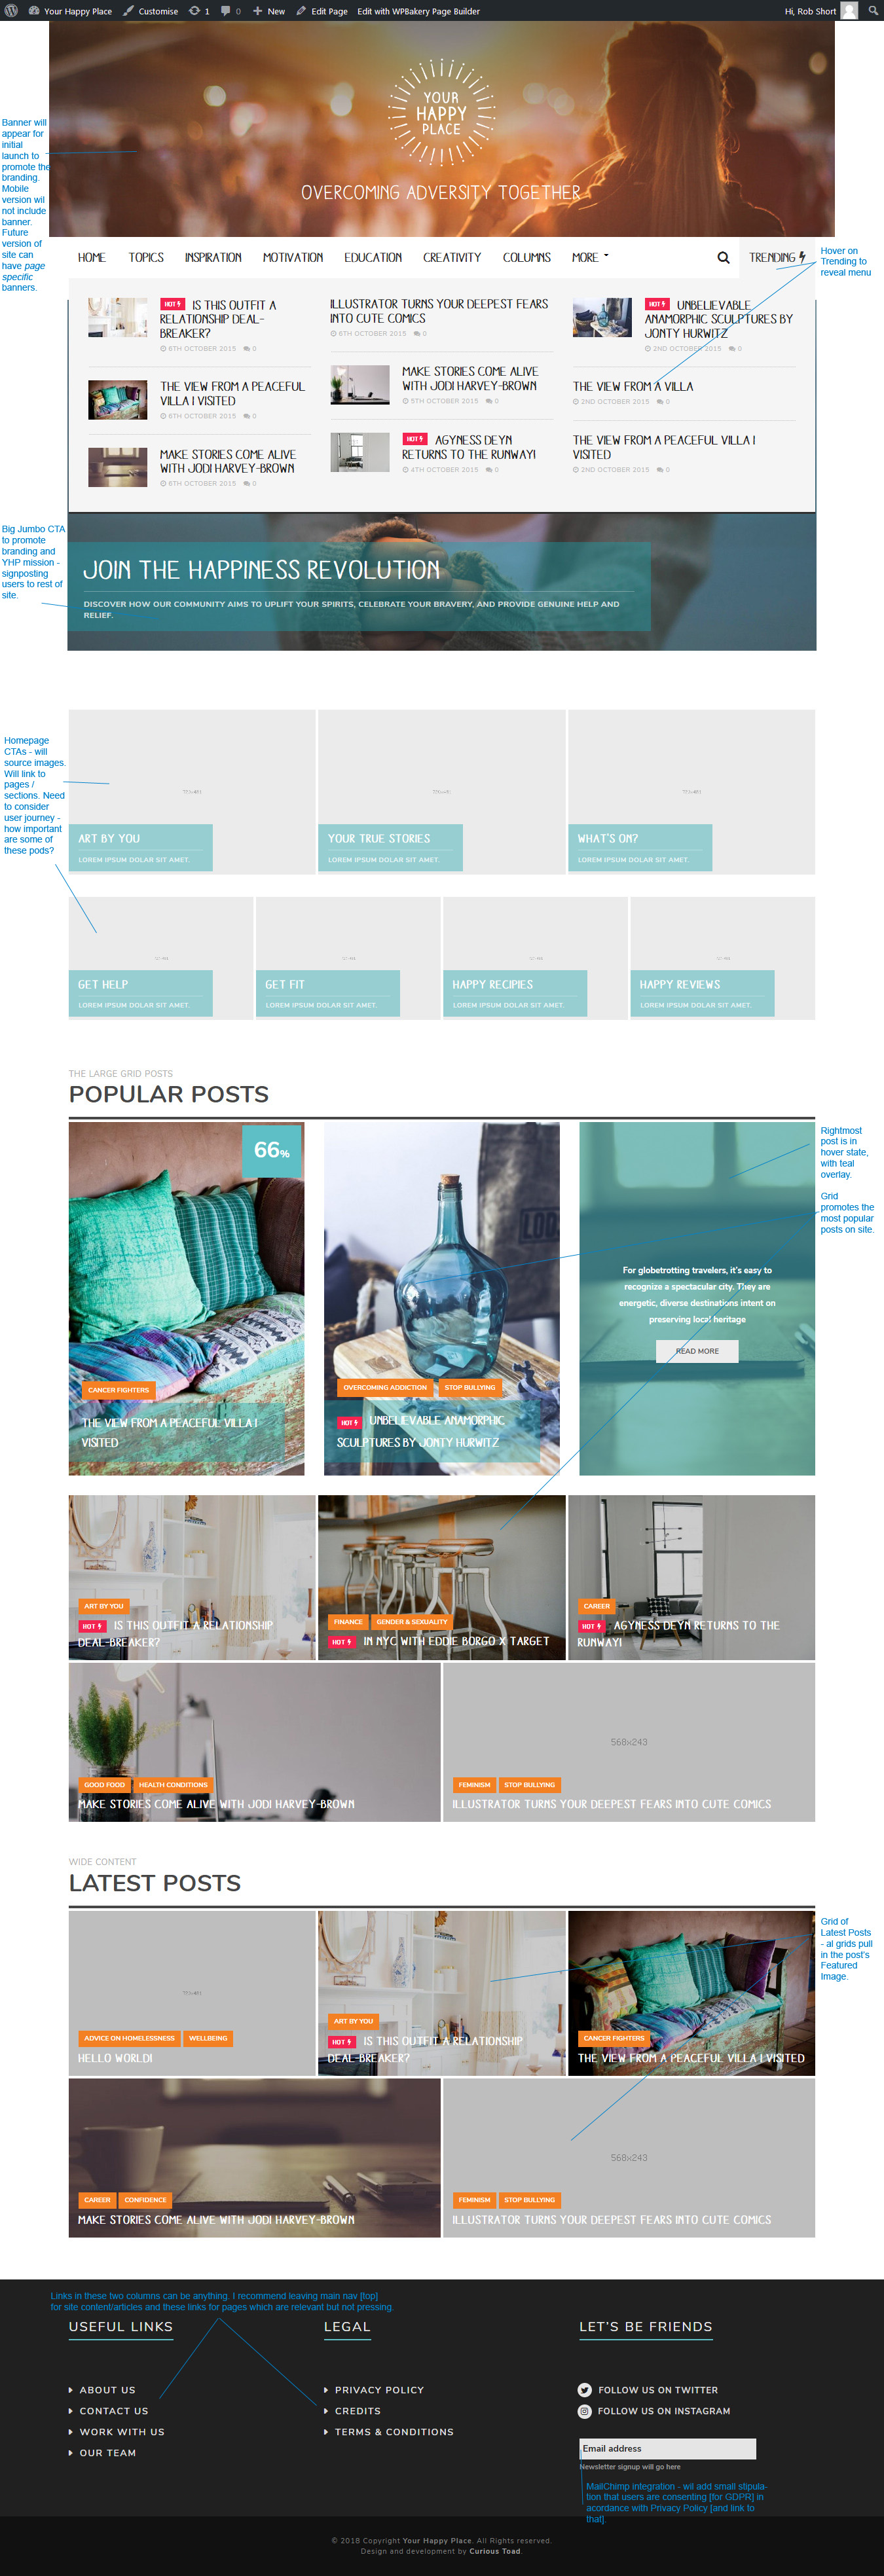 Your Happy Place Customise 1 0 New Edit Page Edit with WPBakery Page Builder Hi, Rob Short
YOUR
HAPPY
PLACE
OVERCOMING ADVERSITY TOGETHER
Banner will
appear for
initial
launch to
promote the
branding.
Mobile
version wil
not include
banner.
Future
version of
site can
have page
specific
banners.
HOME TOPICS INSPIRATION MOTIVATION EDUCATION CREATIVITY COLUMNS MORE TRENDING
Hover on
Trending to
reveal menu
HOT IS THIS OUTFIT A
RELATIONSHIP DEAL-
BREAKER?
6TH OCTOBER 2015 0
THE VIEW FROM A PEACEFUL
VILLA I VISITED
6TH OCTOBER 2015 0
MAKE STORIES COME ALIVE
WITH JODI HARVEY-BROWN
6TH OCTOBER 2015 0
ILLUSTRATOR TURNS YOUR DEEPEST FEARS
INTO CUTE COMICS
6TH OCTOBER 2015 0
MAKE STORIES COME ALIVE
WITH JODI HARVEY-BROWN
5TH OCTOBER 2015 0
HOT AGYNESS DEYN
RETURNS TO THE RUNWAY!
4TH OCTOBER 2015 0
HOT UNBELIEVABLE
ANAMORPHIC SCULPTURES BY
JONTY HURWITZ
2ND OCTOBER 2015 0
THE VIEW FROM A VILLA
2ND OCTOBER 2015 0
THE VIEW FROM A PEACEFUL VILLA I
VISITED
2ND OCTOBER 2015 0
Big Jumbo CTA
to promote
branding and
YHP mission -
signposting
users to rest of
site.
JOIN THE HAPPINESS REVOLUTION
DISCOVER HOW OUR COMMUNITY AIMS TO UPLIFT YOUR SPIRITS, CELEBRATE YOUR BRAVERY, AND PROVIDE GENUINE HELP AND
RELIEF.
Homepage
CTAs - will
source images.
Will link to
pages /
sections. Need
to consider
user journey -
how important
are some of
these pods?
ART BY YOU
LOREM IPSUM DOLAR SIT AMET.
YOUR TRUE STORIES
LOREM IPSUM DOLAR SIT AMET.
WHAT'S ON?
LOREM IPSUM DOLAR SIT AMET.
GET HELP
LOREM IPSUM DOLAR SIT AMET.
GET FIT
LOREM IPSUM DOLAR SIT AMET.
HAPPY RECIPIES
LOREM IPSUM DOLAR SIT AMET.
HAPPY REVIEWS
LOREM IPSUM DOLAR SIT AMET.
THE LARGE GRID POSTS
POPULAR POSTS
66%
CANCER FIGHTERS
THE VIEW FROM A PEACEFUL VILLA I
VISITED
OVERCOMING ADDICTION STOP BULLYING
HOT UNBELIEVABLE ANAMORPHIC
SCULPTURES BY JONTY HURWITZ
For globetrotting travelers, it's easy to
recognize a spectacular city. They are
energetic, diverse destinations intent on
preserving local heritage
READ MORE
Rightmost
post is in
hover state,
with teal
overlay.
Grid
promotes the
most popular
posts on site.
ART BY YOU
HOT IS THIS OUTFIT A RELATIONSHIP
DEAL-BREAKER?
FINANCE GENDER & SEXUALITY
HOT IN NYC WITH EDDIE BORGO X TARGET
CAREER
HOT AGYNESS DEYN RETURNS TO THE
RUNWAY!
GOOD FOOD HEALTH CONDITIONS
MAKE STORIES COME ALIVE WITH JODI HARVEY-BROWN
568x243
FEMINISM STOP BULLYING
ILLUSTRATOR TURNS YOUR DEEPEST FEARS INTO CUTE COMICS
WIDE CONTENT
LATEST POSTS
ADVICE ON HOMELESSNESS WELLBEING
HELLO WORLD!
ART BY YOU
HOT IS THIS OUTFIT A RELATIONSHIP
DEAL-BREAKER?
CANCER FIGHTERS
THE VIEW FROM A PEACEFUL VILLA I VISITED
Grid of
Latest Posts
- al grids pull
in the post's
Featured
Image.
CAREER CONFIDENCE
MAKE STORIES COME ALIVE WITH JODI HARVEY-BROWN
568x243
FEMINISM STOP BULLYING
ILLUSTRATOR TURNS YOUR DEEPEST FEARS INTO CUTE COMICS
Links in these two columns can be anything. I recommend leaving main nav [top]
for site content/articles and these links for pages which are relevant but not pressing.
USEFUL LINKS
ABOUT US
CONTACT US
WORK WITH US
OUR TEAM
LEGAL
PRIVACY POLICY
CREDITS
TERMS & CONDITIONS
LET'S BE FRIENDS
FOLLOW US ON TWITTER
FOLLOW US ON INSTAGRAM
Email address
Newsletter signup will go here
MailChimp integration - wil add small stipula-
tion that users are consenting [for GDPR] in
acordance with Privacy Policy [and link to
that].
© 2018 Copyright Your Happy Place. All Rights reserved.
Design and development by Curious Toad.